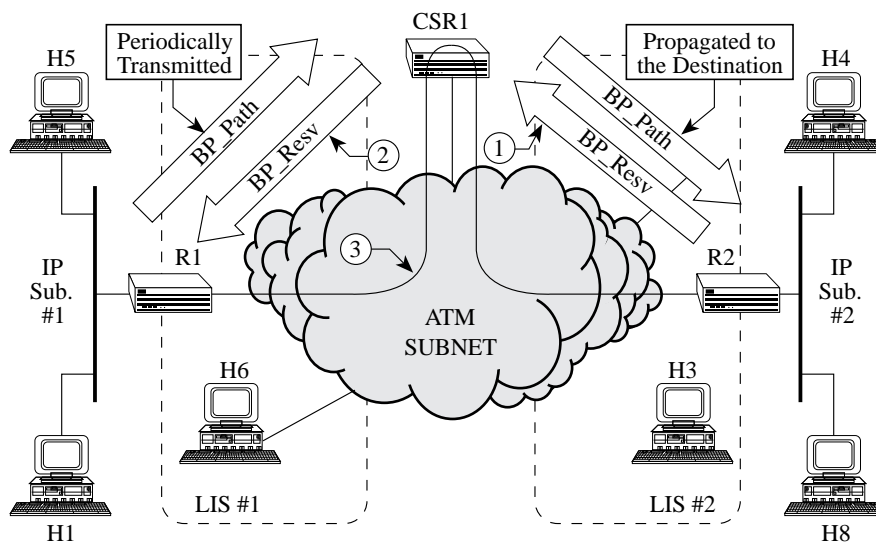 CSR1
Periodically
Transmitted
Propagated to
the Destination
H5
H4
BP_Path
BP_Resv
BP_Path
BP_Resv
2
1
3
R1
R2
IP
Sub.
#1
IP
Sub.
#2
ATM
SUBNET
H6
H3
LIS #1
LIS #2
H1
H8